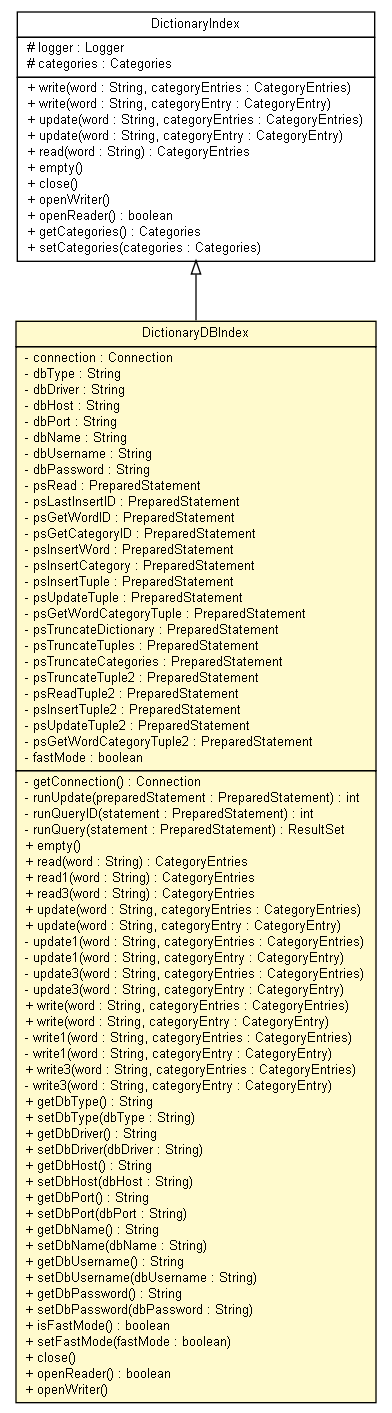 DictionaryIndex
# logger : Logger
# categories : Categories
+ write(word : String, categoryEntries : CategoryEntries)
+ write(word : String, categoryEntry : CategoryEntry)
+ update(word : String, categoryEntries : CategoryEntries)
+ update(word : String, categoryEntry : CategoryEntry)
+ read(word : String) : CategoryEntries
+ empty()
+ close()
+ openWriter()
+ openReader() : boolean
+ getCategories() : Categories
+ setCategories(categories : Categories)
DictionaryDBIndex
- connection : Connection
- dbType : String
- dbDriver : String
- dbHost : String
- dbPort : String
- dbName : String
- dbUsername : String
- dbPassword : String
- psRead : PreparedStatement
- psLastInsertID : PreparedStatement
- psGetWordID : PreparedStatement
- psGetCategoryID : PreparedStatement
- psInsertWord : PreparedStatement
- psInsertCategory : PreparedStatement
- psInsertTuple : PreparedStatement
- psUpdateTuple : PreparedStatement
- psGetWordCategoryTuple : PreparedStatement
- psTruncateDictionary : PreparedStatement
- psTruncateTuples : PreparedStatement
- psTruncateCategories : PreparedStatement
- psTruncateTuple2 : PreparedStatement
- psReadTuple2 : PreparedStatement
- psInsertTuple2 : PreparedStatement
- psUpdateTuple2 : PreparedStatement
- psGetWordCategoryTuple2 : PreparedStatement
- fastMode : boolean
- getConnection() : Connection
- runUpdate(preparedStatement : PreparedStatement) : int
- runQueryID(statement : PreparedStatement) : int
- runQuery(statement : PreparedStatement) : ResultSet
+ empty()
+ read(word : String) : CategoryEntries
+ read1(word : String) : CategoryEntries
+ read3(word : String) : CategoryEntries
+ update(word : String, categoryEntries : CategoryEntries)
+ update(word : String, categoryEntry : CategoryEntry)
- update1(word : String, categoryEntries : CategoryEntries)
- update1(word : String, categoryEntry : CategoryEntry)
- update3(word : String, categoryEntries : CategoryEntries)
- update3(word : String, categoryEntry : CategoryEntry)
+ write(word : String, categoryEntries : CategoryEntries)
+ write(word : String, categoryEntry : CategoryEntry)
- write1(word : String, categoryEntries : CategoryEntries)
- write1(word : String, categoryEntry : CategoryEntry)
+ write3(word : String, categoryEntries : CategoryEntries)
- write3(word : String, categoryEntry : CategoryEntry)
+ getDbType() : String
+ setDbType(dbType : String)
+ getDbDriver() : String
+ setDbDriver(dbDriver : String)
+ getDbHost() : String
+ setDbHost(dbHost : String)
+ getDbPort() : String
+ setDbPort(dbPort : String)
+ getDbName() : String
+ setDbName(dbName : String)
+ getDbUsername() : String
+ setDbUsername(dbUsername : String)
+ getDbPassword() : String
+ setDbPassword(dbPassword : String)
+ isFastMode() : boolean
+ setFastMode(fastMode : boolean)
+ close()
+ openReader() : boolean
+ openWriter()